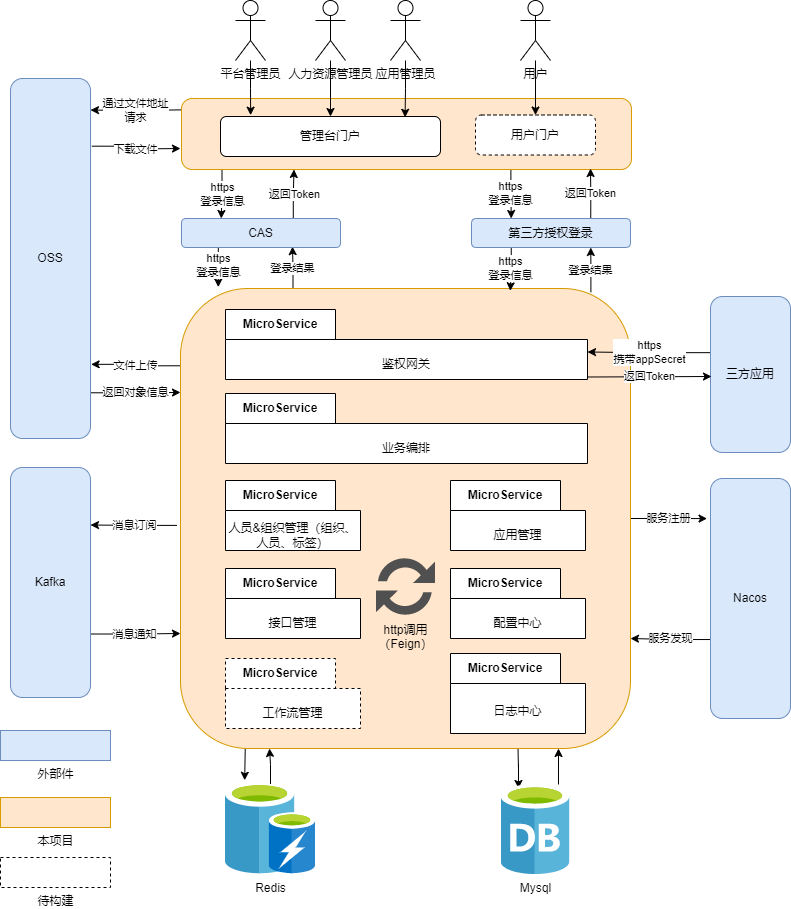 平台管理员
人力资源管理员
应用管理员
用户
通过文件地址
请求
下载文件
管理台门户
用户门户
https
登录信息
返回Token
https
登录信息
返回Token
OSS
CAS
第三方授权登录
https
登录信息
登录结果
https
登录信息
登录结果
MicroService
鉴权网关
https
携带appSecret
返回Token
三方应用
文件上传
返回对象信息
MicroService
业务编排
MicroService
人员&组织管理（组织、
人员、标签）
MicroService
应用管理
消息订阅
服务注册
Kafka
MicroService
接口管理
http调用
（Feign）
MicroService
配置中心
Nacos
消息通知
服务发现
MicroService
工作流管理
MicroService
日志中心
外部件
本项目
待构建
Redis
DB
Mysql